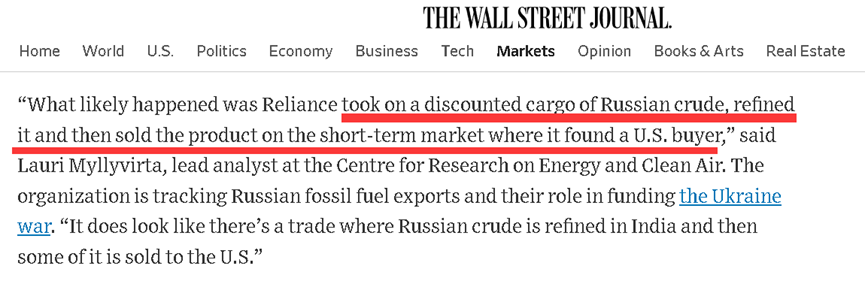 THE WALL STREET JOURNAL.
Home World U.S. Politics Economy Business Tech Markets Opinion Books & Arts Real Estate
“What likely happened was Reliance took on a discounted cargo of Russian crude, refined
it and then sold the product on the short-term market where it found a U.S. buyer,” said
Lauri Myllyvirta, lead analyst at the Centre for Research on Energy and Clean Air. The
organization is tracking Russian fossil fuel exports and their role in funding the Ukraine
war. “It does look like there’s a trade where Russian crude is refined in India and then
some of it is sold to the U.S.”